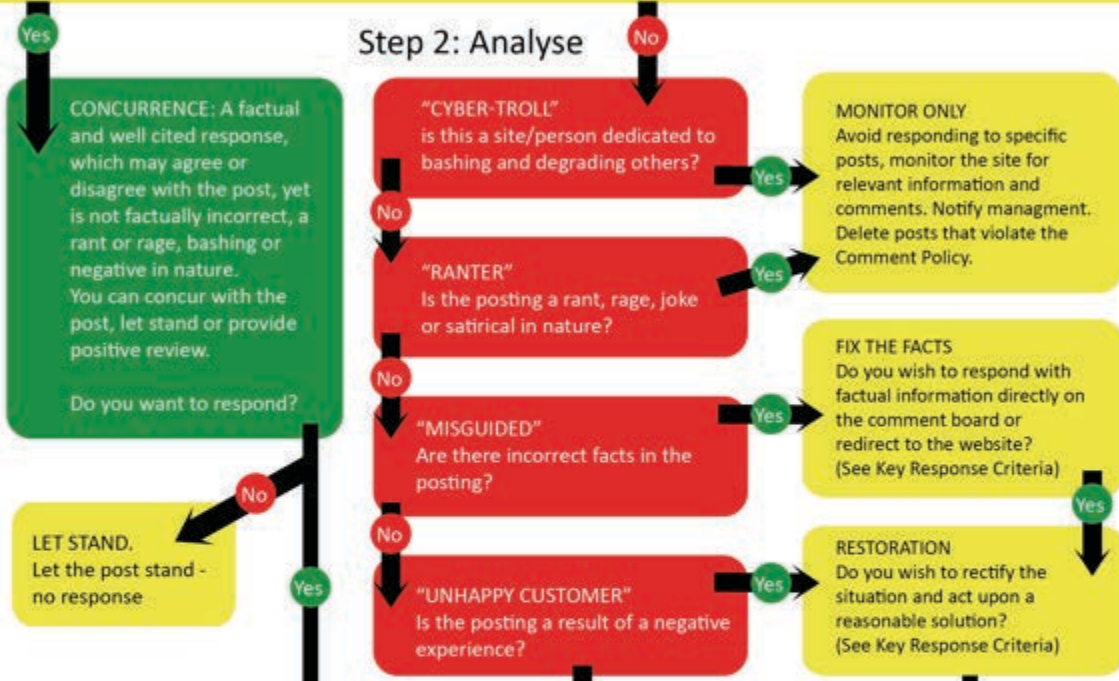 Yes
Step 2: Analyse
No
CONCURRENCE: A factual
and well cited response,
which may agree or
disagree with the post, yet
is not factually incorrect, a
rant or rage, bashing or
negative in nature.
You can concur with the
post, let stand or provide
positive review.
Do you want to respond?
No
LET STAND.
Let the post stand -
no response
Yes
"CYBER-TROLL"
is this a site/person dedicated to
bashing and degrading others?
Yes
No
MONITOR ONLY
Avoid responding to specific
posts, monitor the site for
relevant information and
comments. Notify managment.
Delete posts that violate the
Comment Policy.
"RANTER"
Is the posting a rant, rage, joke
or satirical in nature?
Yes
No
"MISGUIDED"
Are there incorrect facts in the
posting?
Yes
No
FIX THE FACTS
Do you wish to respond with
factual information directly on
the comment board or
redirect to the website?
(See Key Response Criteria)
Yes
"UNHAPPY CUSTOMER"
Is the posting a result of a negative
experience?
Yes
RESTORATION
Do you wish to rectify the
situation and act upon a
reasonable solution?
(See Key Response Criteria)